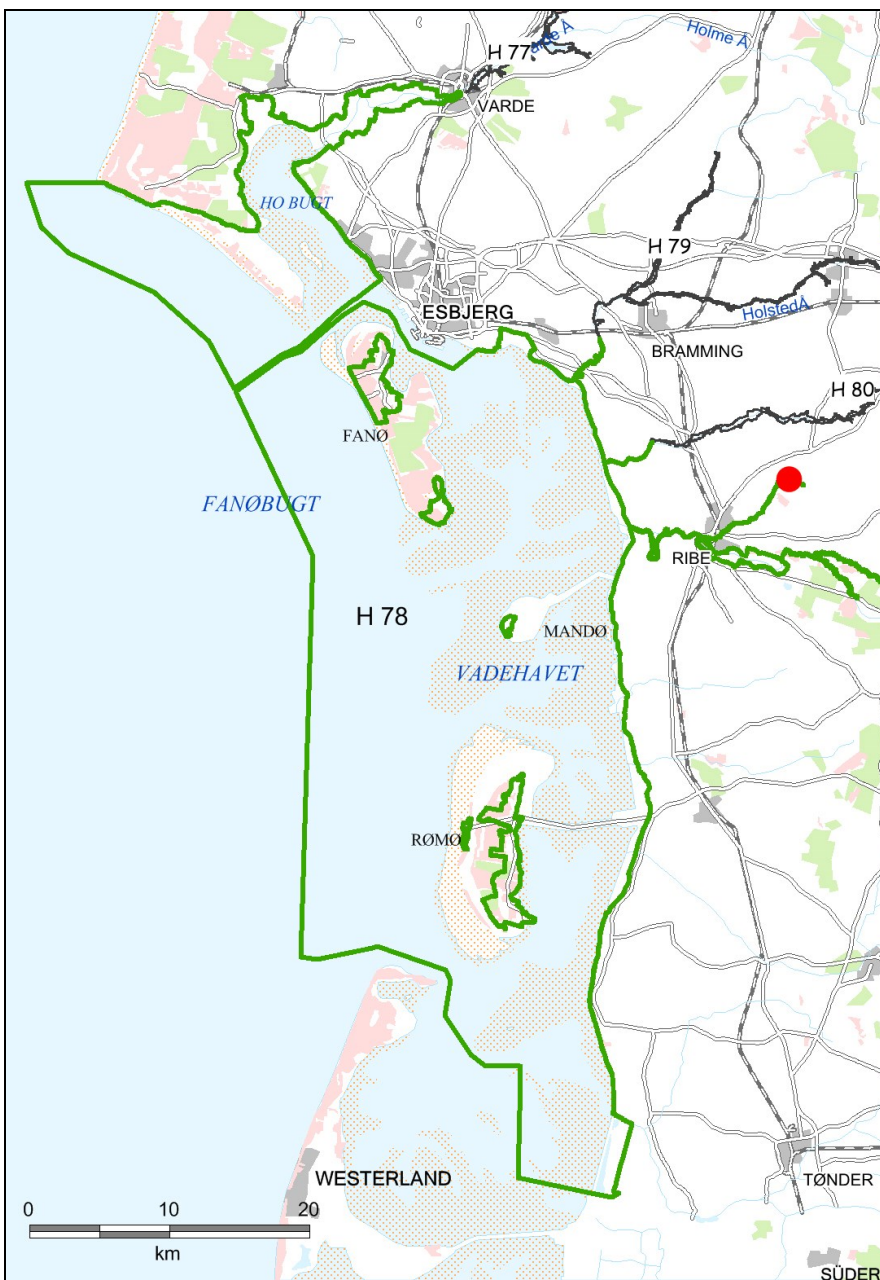 Holme Å
H 77
VARDE
HO BUGT
H 79
ESBJERG
HolstedÅ
BRAMMING
H 80
FANØ
FANØBUGT
RIBE
H 78
MANDØ
VADEHAVET
RØMØ
WESTERLAND
TØNDER
0 10 20
km
SÜDER